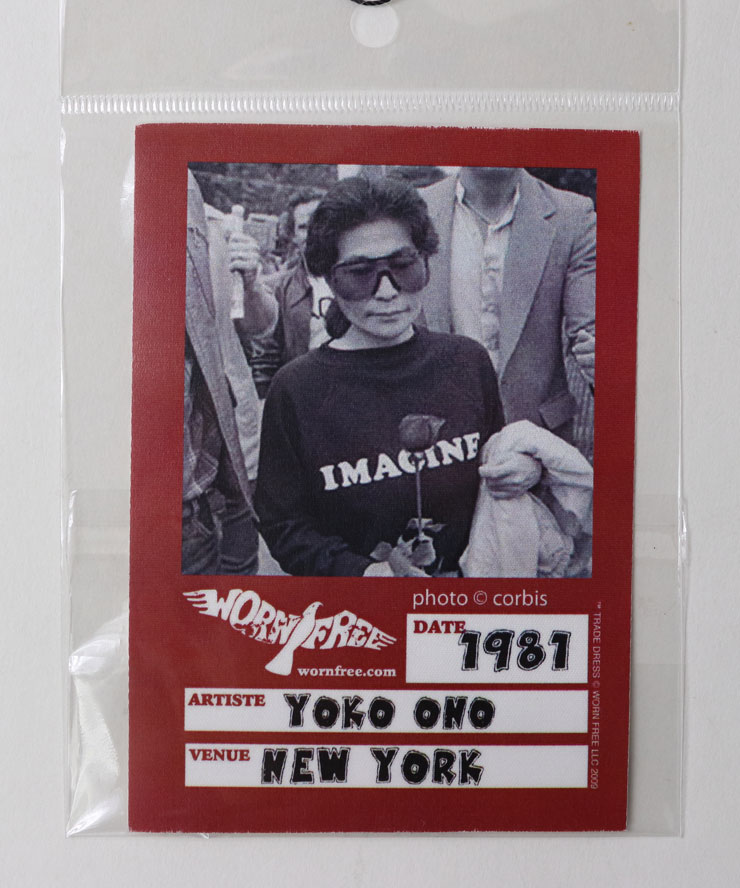 IMAGINE
photo © corbis
WORN FREE
wornfree.com
DATE 1981
ARTISTE YOKO ONO
VENUE NEW YORK
™ TRADE DRESS © WORN FREE LLC 2009